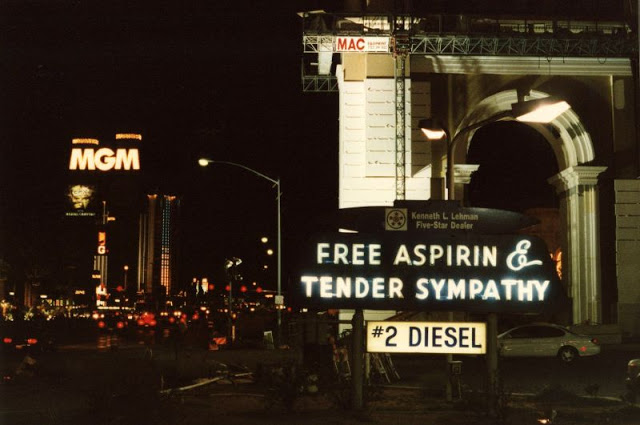 MAC
MGM
Kenneth L. Lehman
Five-Star Dealer
FREE ASPIRIN &
TENDER SYMPATHY
#2 DIESEL